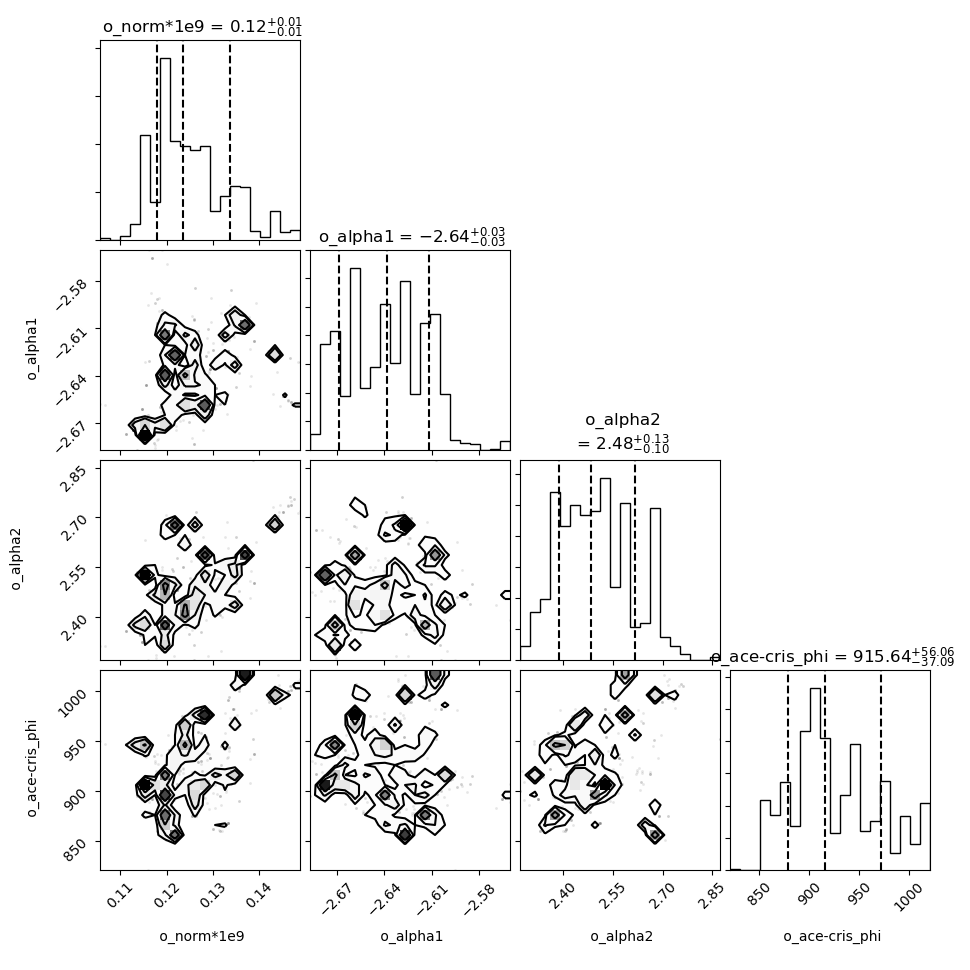 o_norm*1e9 = 0.12+0.01−0.01
o_alpha1 = −2.64+0.03−0.03
o_alpha2
= 2.48+0.13−0.10
o_ace-cris_phi = 915.64+56.06−37.09
o_alpha1
−2.58
−2.61
−2.64
−2.67
o_alpha2
2.85
2.70
2.55
2.40
o_ace-cris_phi
1000
950
900
850
0.11 0.12 0.13 0.14
−2.67 −2.64 −2.61 −2.58
2.40 2.55 2.70 2.85
850 900 950 1000
o_norm*1e9 o_alpha1 o_alpha2 o_ace-cris_phi